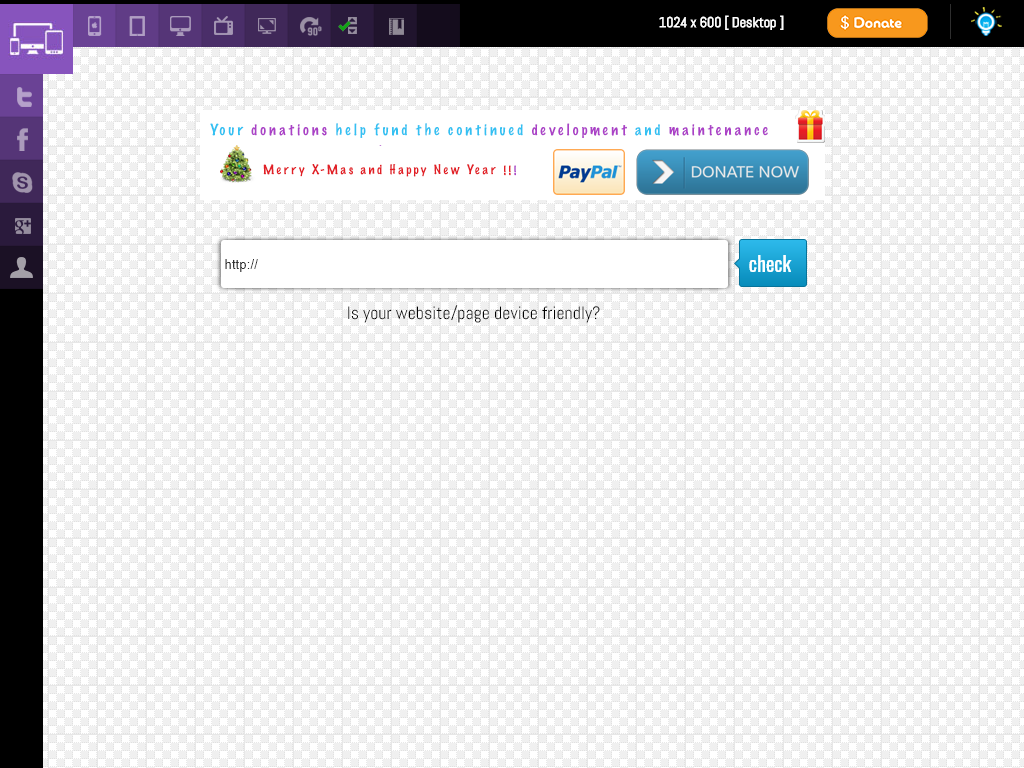 90°
1024 x 600 [ Desktop ]
$ Donate
Your donations help fund the continued development and maintenance
Merry X-Mas and Happy New Year !!!
PayPal
DONATE NOW
http://
check
Is your website/page device friendly?